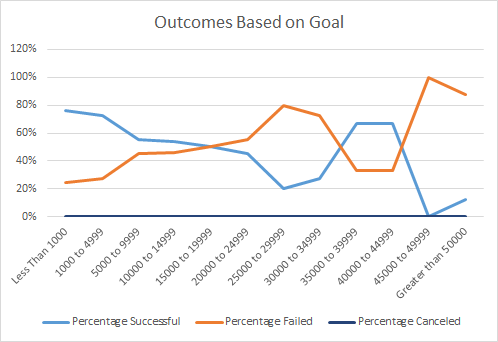 Outcomes Based on Goal
120%
100%
80%
60%
40%
20%
0%
Less Than 1000
1000 to 4999
5000 to 9999
10000 to 14999
15000 to 19999
20000 to 24999
25000 to 29999
30000 to 34999
35000 to 39999
40000 to 44999
45000 to 49999
Greater than 50000
Percentage Successful Percentage Failed Percentage Canceled